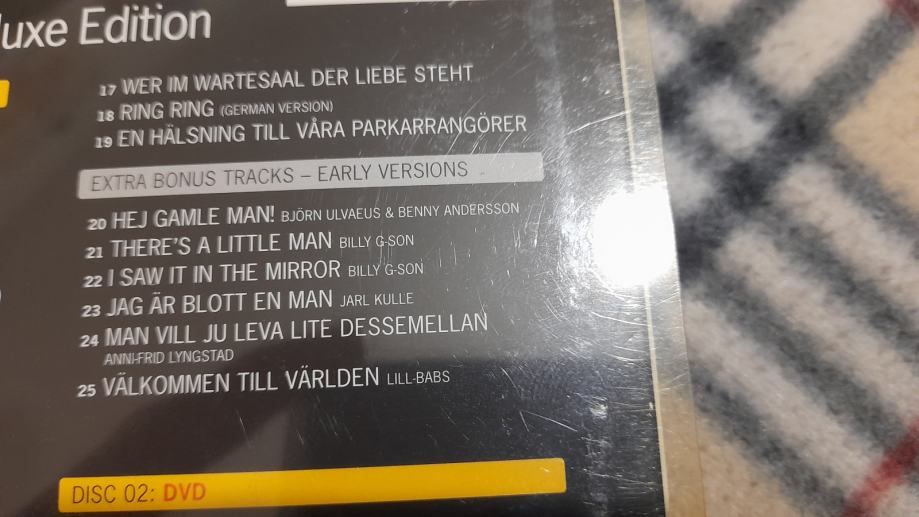 luxe Edition
17 WER IM WARTESAAL DER LIEBE STEHT
18 RING RING (GERMAN VERSION)
19 EN HÄLSNING TILL VÅRA PARKARRANGÖRER
EXTRA BONUS TRACKS – EARLY VERSIONS
20 HEJ GAMLE MAN! BJÖRN ULVAEUS & BENNY ANDERSSON
21 THERE'S A LITTLE MAN BILLY G-SON
22 I SAW IT IN THE MIRROR BILLY G-SON
23 JAG ÄR BLOTT EN MAN JARL KULLE
24 MAN VILL JU LEVA LITE DESSEMELLAN
ANNI-FRID LYNGSTAD
25 VÄLKOMMEN TILL VÄRLDEN LILL-BABS
DISC 02: DVD